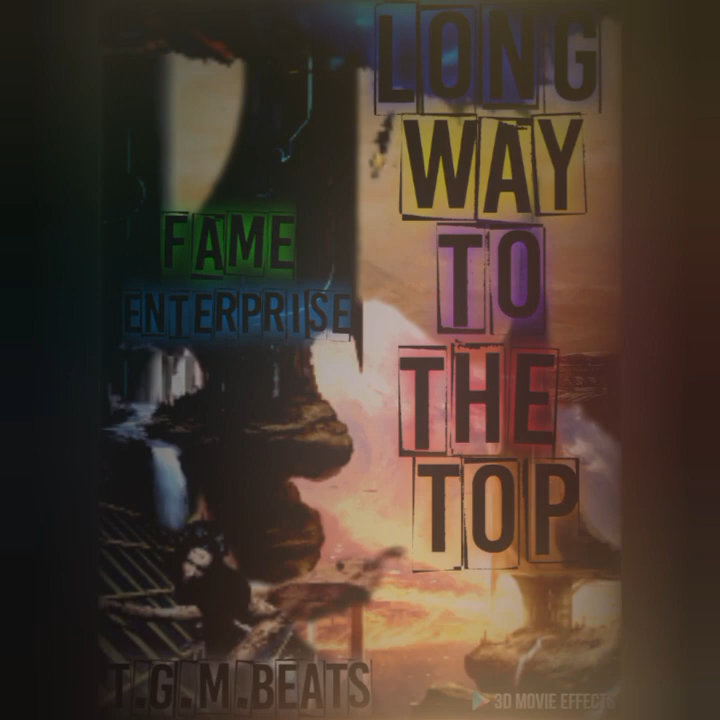 LONG
WAY
TO
THE
TOP
FAME
ENTERPRISE
T.G.M.BEATS
3D MOVIE EFFECTS